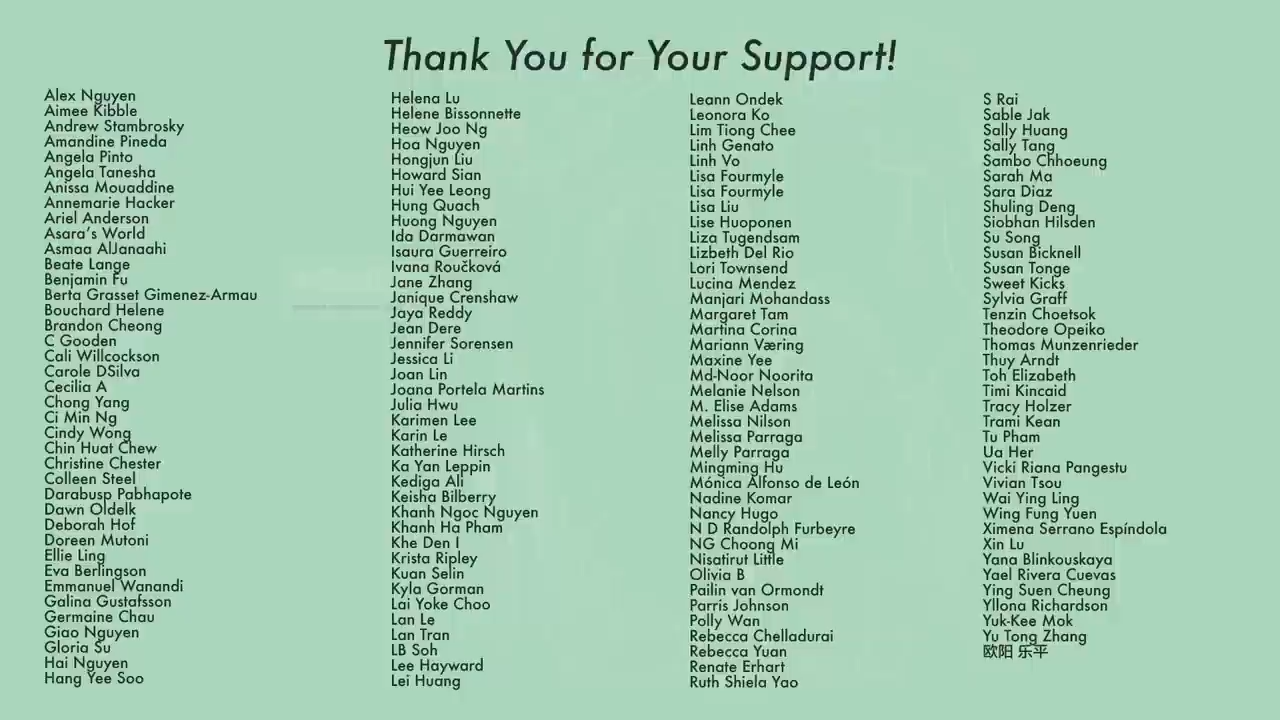 Thank You for Your Support!
Alex Nguyen
Aimee Kibble
Andrew Stambrosky
Amandine Pineda
Angela Pinto
Angela Tanesha
Anissa Mouaddine
Annemarie Hacker
Ariel Anderson
Asara's World
Asmaa AlJanaahi
Beate Lange
Benjamin Fu
Berta Grasset Gimenez-Armau
Bouchard Helene
Brandon Cheong
C Gooden
Cali Willcockson
Carole DSilva
Cecilia A
Chong Yang
Ci Min Ng
Cindy Wong
Chin Huat Chew
Christine Chester
Colleen Steel
Darabusp Pabhapote
Dawn Oldelk
Deborah Hof
Doreen Mutoni
Ellie Ling
Eva Berlingson
Emmanuel Wanandi
Galina Gustafsson
Germaine Chau
Giao Nguyen
Gloria Su
Hai Nguyen
Hang Yee Soo
Helena Lu
Helene Bissonnette
Heow Joo Ng
Hoa Nguyen
Hongjun Liu
Howard Sian
Hui Yee Leong
Hung Quach
Huong Nguyen
Ida Darmawan
Isaura Guerreiro
Ivana Roučková
Jane Zhang
Janique Crenshaw
Jaya Reddy
Jean Dere
Jennifer Sorensen
Jessica Li
Joan Lin
Joana Portela Martins
Julia Hwu
Karimen Lee
Karin Le
Katherine Hirsch
Ka Yan Leppin
Kediga Ali
Keisha Bilberry
Khanh Ngoc Nguyen
Khanh Ha Pham
Khe Den I
Krista Ripley
Kuan Selin
Kyla Gorman
Lai Yoke Choo
Lan Le
Lan Tran
LB Soh
Lee Hayward
Lei Huang
Leann Ondek
Leonora Ko
Lim Tiong Chee
Linh Genato
Linh Vo
Lisa Fourmyle
Lisa Fourmyle
Lisa Liu
Lise Huoponen
Liza Tugendsam
Lizbeth Del Rio
Lori Townsend
Lucina Mendez
Manjari Mohandass
Margaret Tam
Martina Corina
Mariann Væring
Maxine Yee
Md-Noor Noorita
Melanie Nelson
M. Elise Adams
Melissa Nilson
Melissa Parraga
Melly Parraga
Mingming Hu
Mónica Alfonso de León
Nadine Komar
Nancy Hugo
N D Randolph Furbeyre
NG Choong Mi
Nisatirut Little
Olivia B
Pailin van Ormondt
Parris Johnson
Polly Wan
Rebecca Chelladurai
Rebecca Yuan
Renate Erhart
Ruth Shiela Yao
S Rai
Sable Jak
Sally Huang
Sally Tang
Sambo Chhoeung
Sarah Ma
Sara Diaz
Shuling Deng
Siobhan Hilsden
Su Song
Susan Bicknell
Susan Tonge
Sweet Kicks
Sylvia Graff
Tenzin Choetsok
Theodore Opeiko
Thomas Munzenrieder
Thuy Arndt
Toh Elizabeth
Timi Kincaid
Tracy Holzer
Trami Kean
Tu Pham
Ua Her
Vicki Riana Pangestu
Vivian Tsou
Wai Ying Ling
Wing Fung Yuen
Ximena Serrano Espíndola
Xin Lu
Yana Blinkouskaya
Yael Rivera Cuevas
Ying Suen Cheung
Yllona Richardson
Yuk-Kee Mok
Yu Tong Zhang
欧阳 乐平